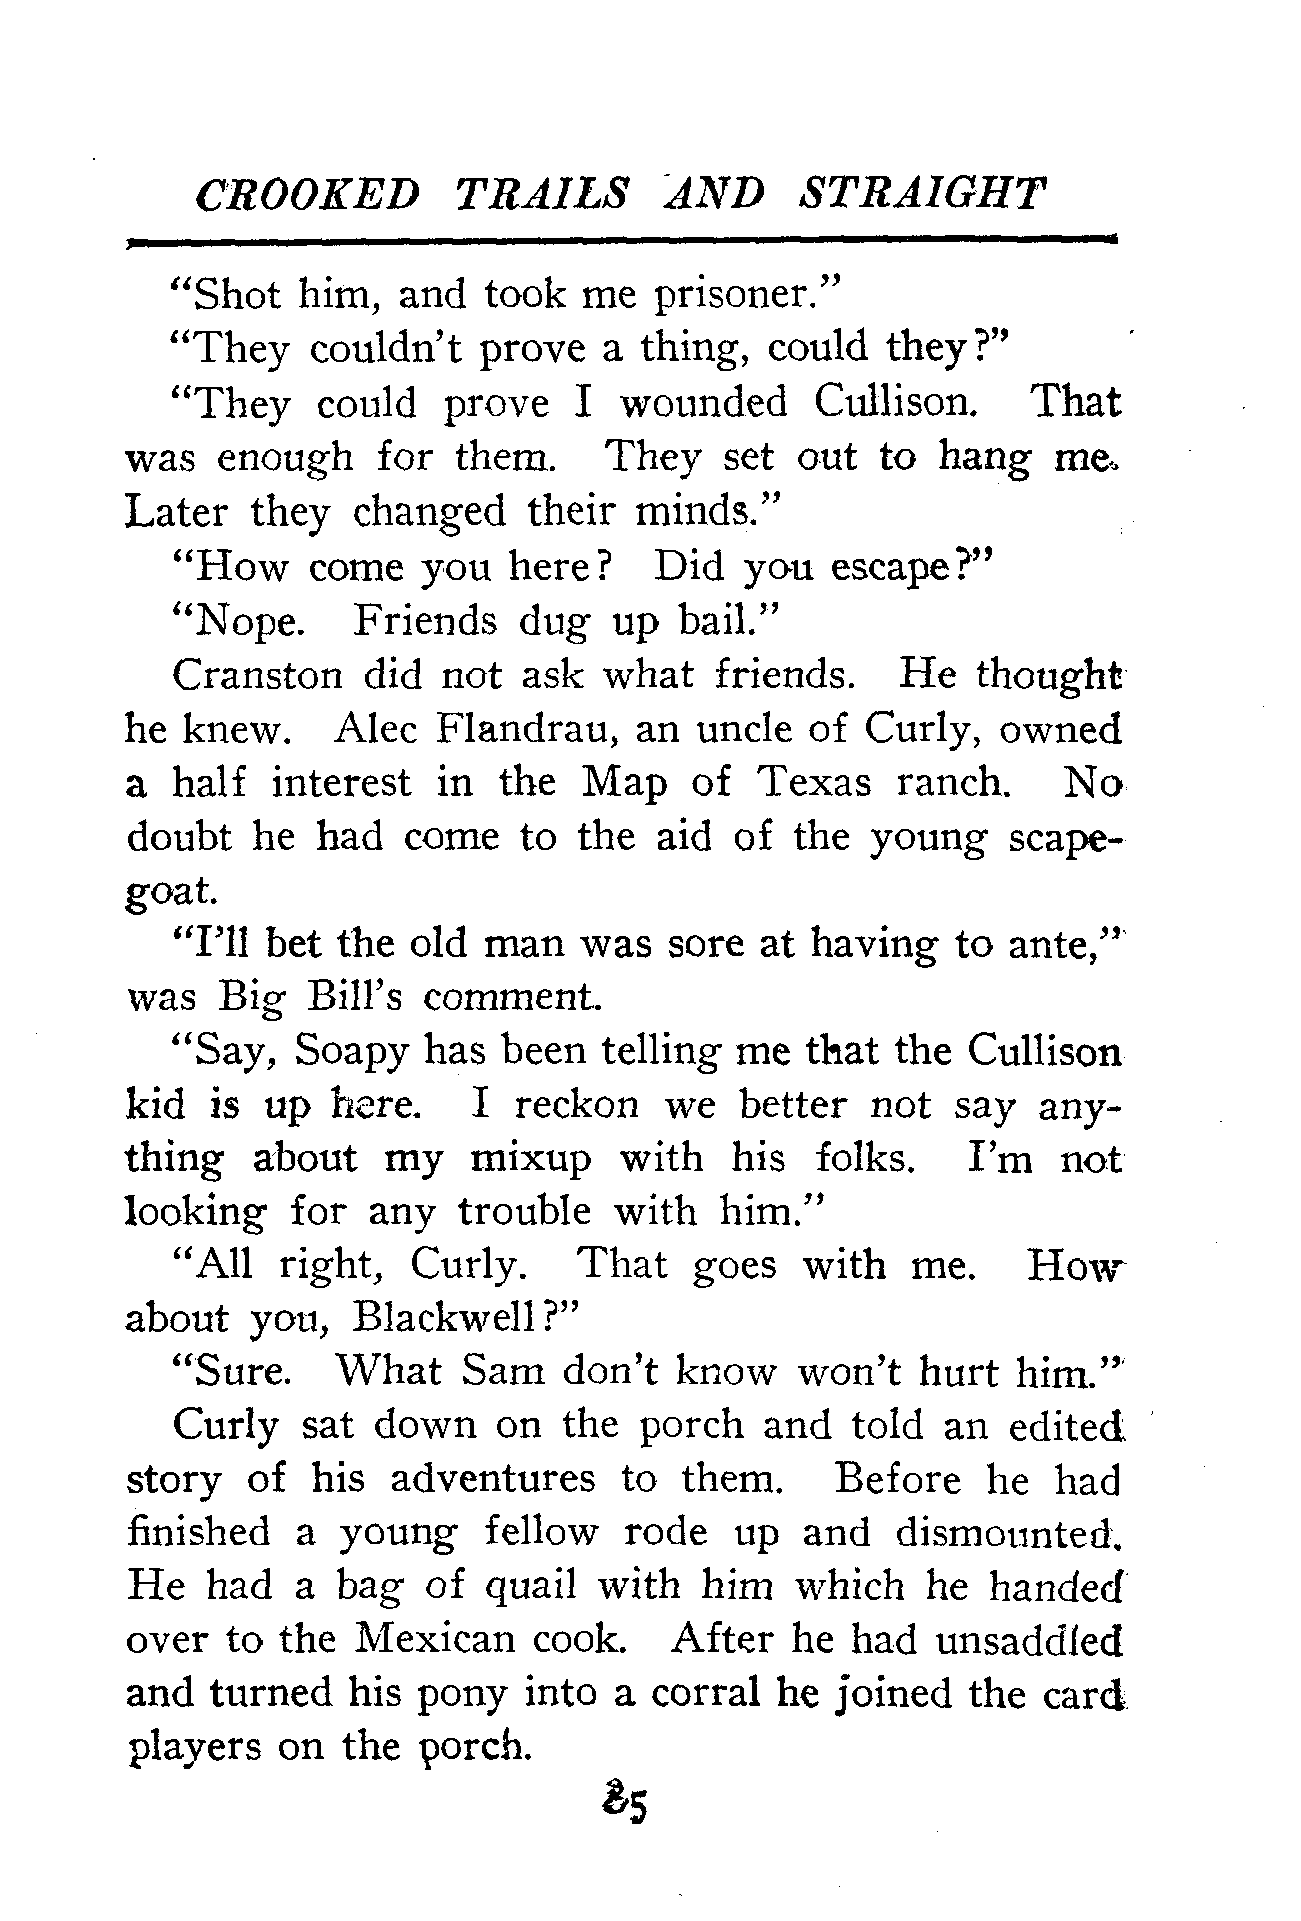 CROOKED TRAILS AND STRAIGHT
“Shot him, and took me prisoner.”
“They couldn’t prove a thing, could they?”
“They could prove I wounded Cullison. That
was enough for them. They set out to hang me.
Later they changed their minds.”
“How come you here? Did you escape?”
“Nope. Friends dug up bail.”
Cranston did not ask what friends. He thought
he knew. Alec Flandrau, an uncle of Curly, owned
a half interest in the Map of Texas ranch. No
doubt he had come to the aid of the young scape-
goat.
“I’ll bet the old man was sore at having to ante,”
was Big Bill’s comment.
“Say, Soapy has been telling me that the Cullison
kid is up here. I reckon we better not say any-
thing about my mixup with his folks. I’m not
looking for any trouble with him.”
“All right, Curly. That goes with me. How
about you, Blackwell?”
“Sure. What Sam don’t know won’t hurt him.”
Curly sat down on the porch and told an edited
story of his adventures to them. Before he had
finished a young fellow rode up and dismounted.
He had a bag of quail with him which he handed
over to the Mexican cook. After he had unsaddled
and turned his pony into a corral he joined the card
players on the porch.
85